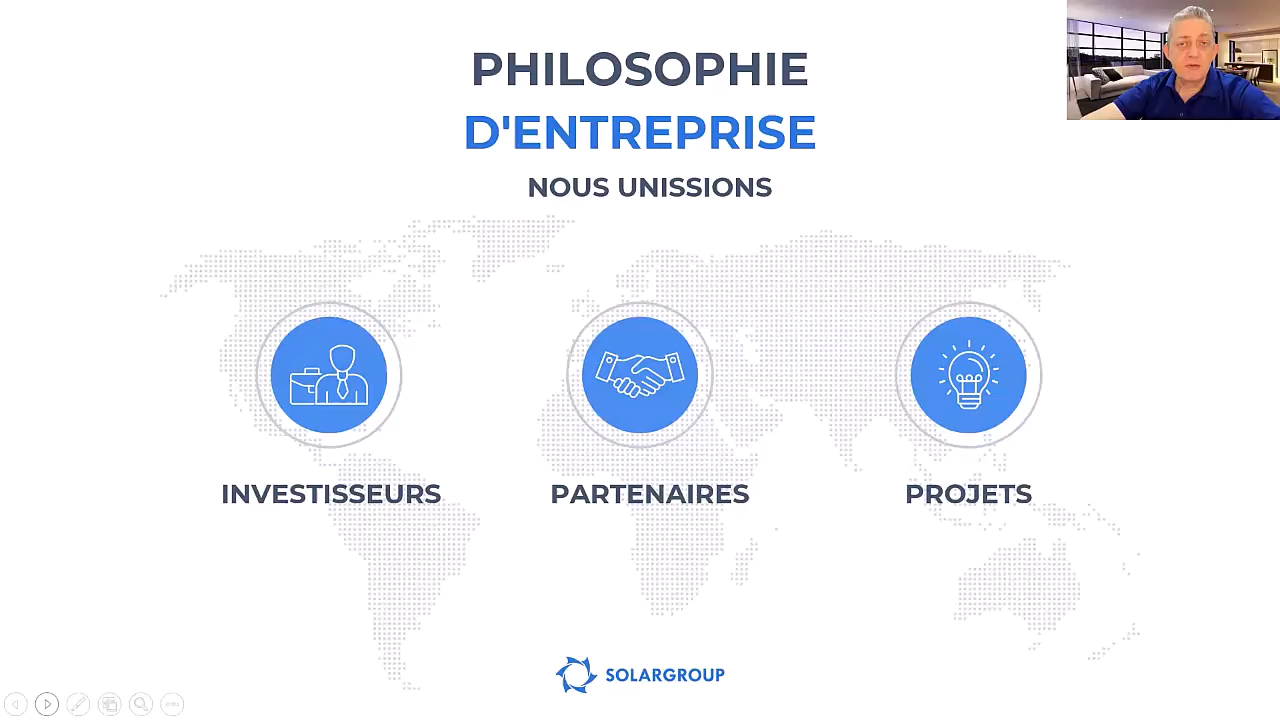 PHILOSOPHIE
D'ENTREPRISE
NOUS UNISSIONS
INVESTISSEURS
PARTENAIRES
PROJETS
SOLARGROUP